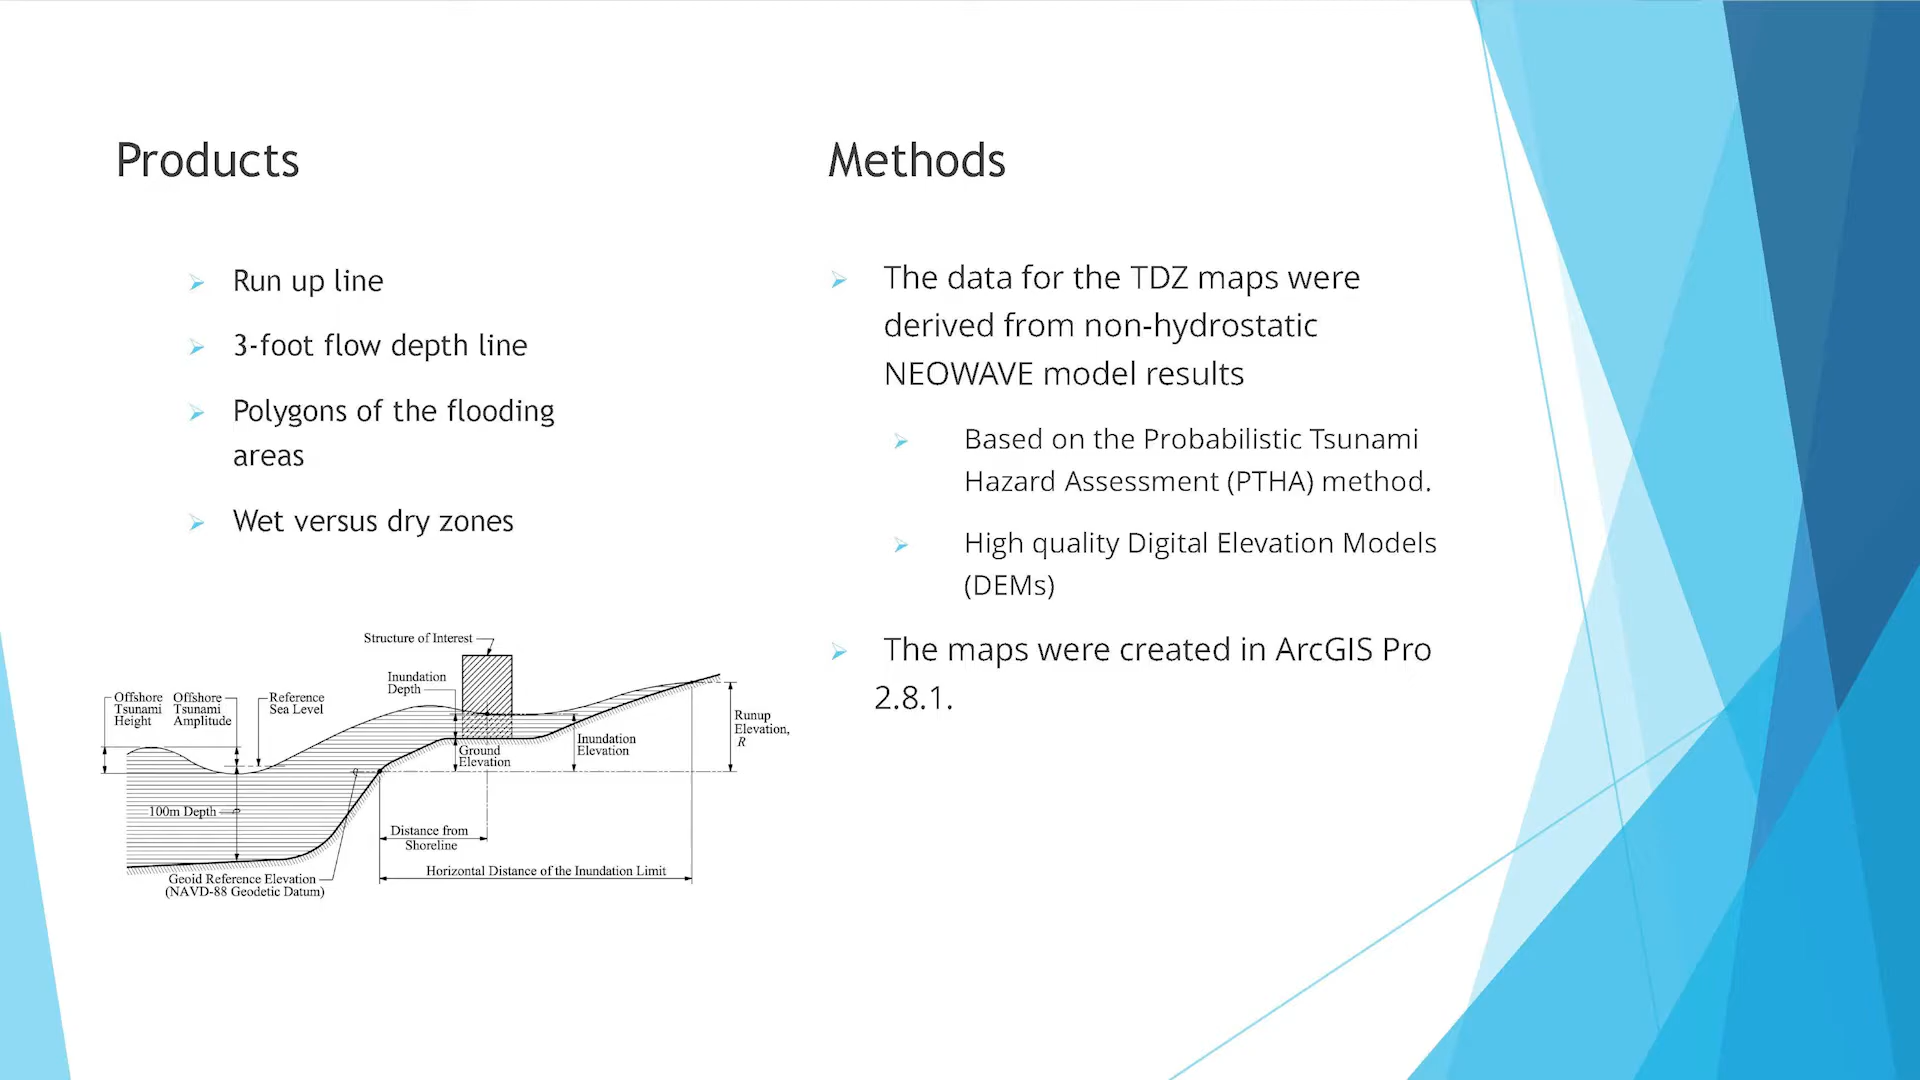 Products
Run up line
3-foot flow depth line
Polygons of the flooding
areas
Wet versus dry zones
Structure of Interest
Inundation
Depth
Offshore
Tsunami
Height
Offshore
Tsunami
Amplitude
Reference
Sea Level
Runup
Elevation,
R
Inundation
Elevation
Ground
Elevation
100m Depth
Distance from
Shoreline
Horizontal Distance of the Inundation Limit
Geoid Reference Elevation
(NAVD-88 Geodetic Datum)
Methods
The data for the TDZ maps were
derived from non-hydrostatic
NEOWAVE model results
Based on the Probabilistic Tsunami
Hazard Assessment (PTHA) method.
High quality Digital Elevation Models
(DEMs)
The maps were created in ArcGIS Pro
2.8.1.